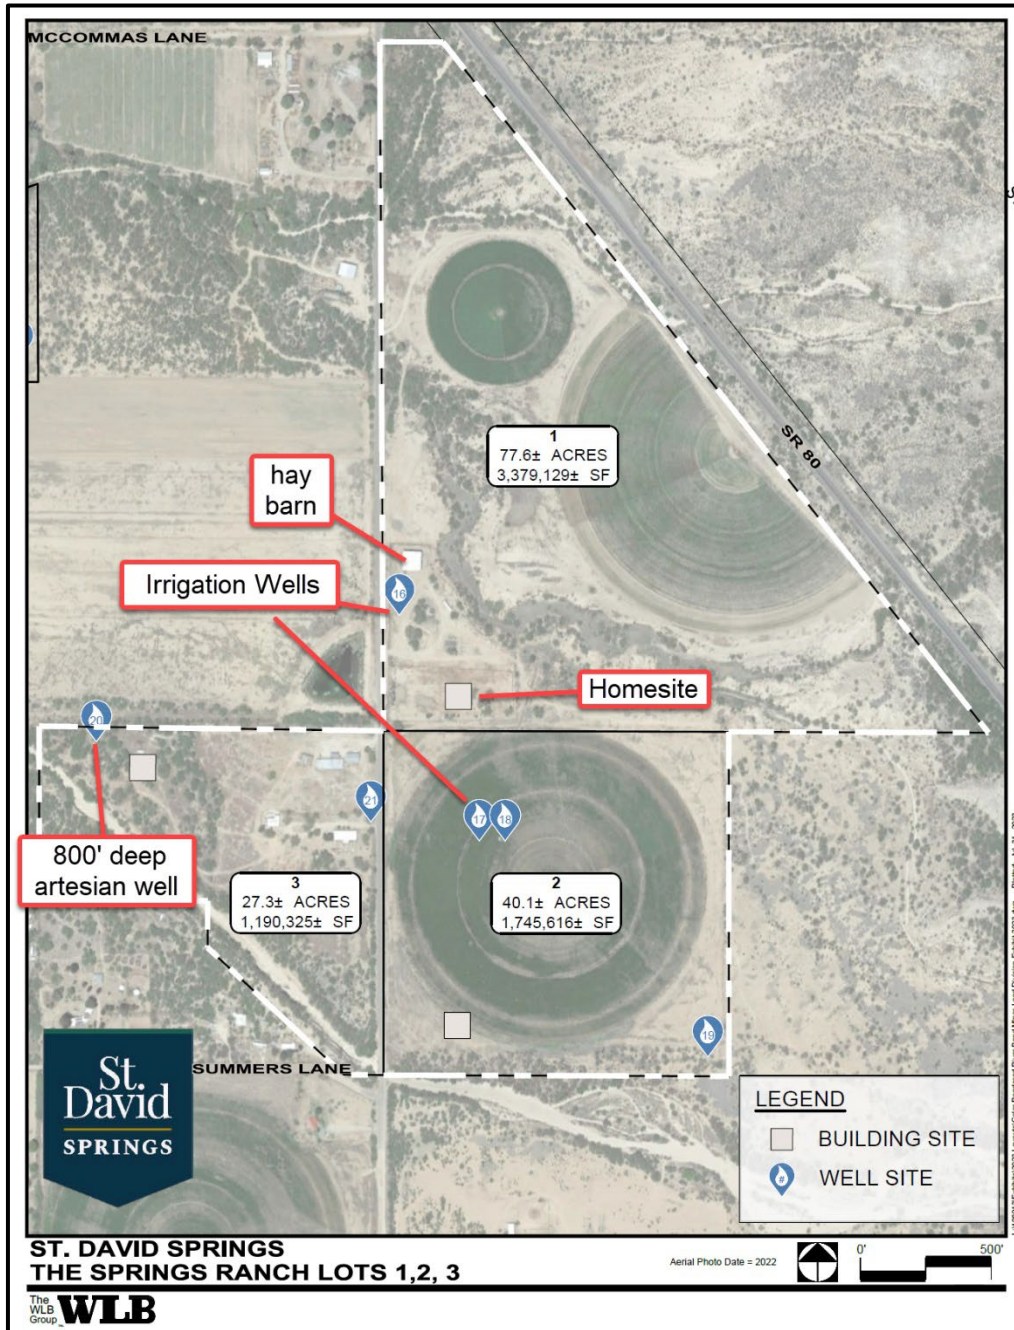 MCCOMMAS LANE
SR 80
1
77.6± ACRES
3,379,129± SF
hay
barn
Irrigation Wells
16
Homesite
20
21
17
18
800' deep
artesian well
3
27.3± ACRES
1,190,325± SF
2
40.1± ACRES
1,745,616± SF
19
SUMMERS LANE
St.
David
SPRINGS
LEGEND
BUILDING SITE
#
WELL SITE
ST. DAVID SPRINGS
THE SPRINGS RANCH LOTS 1,2, 3
Aerial Photo Date = 2022
0'
500'
The
WLB
Group
WLB